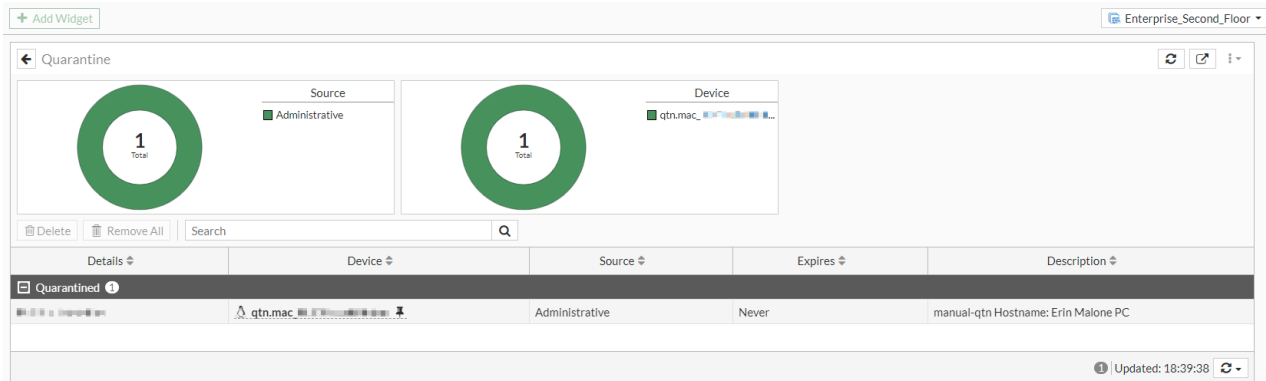 Add Widget
Enterprise_Second_Floor
Quarantine
1
Total
Source
Administrative
1
Total
Device
qtn.mac_
Delete
Remove All
Search
Details Device Source Expires Description
Quarantined 1
qtn.mac_ Administrative Never manual-qtn Hostname: Erin Malone PC
1 Updated: 18:39:38